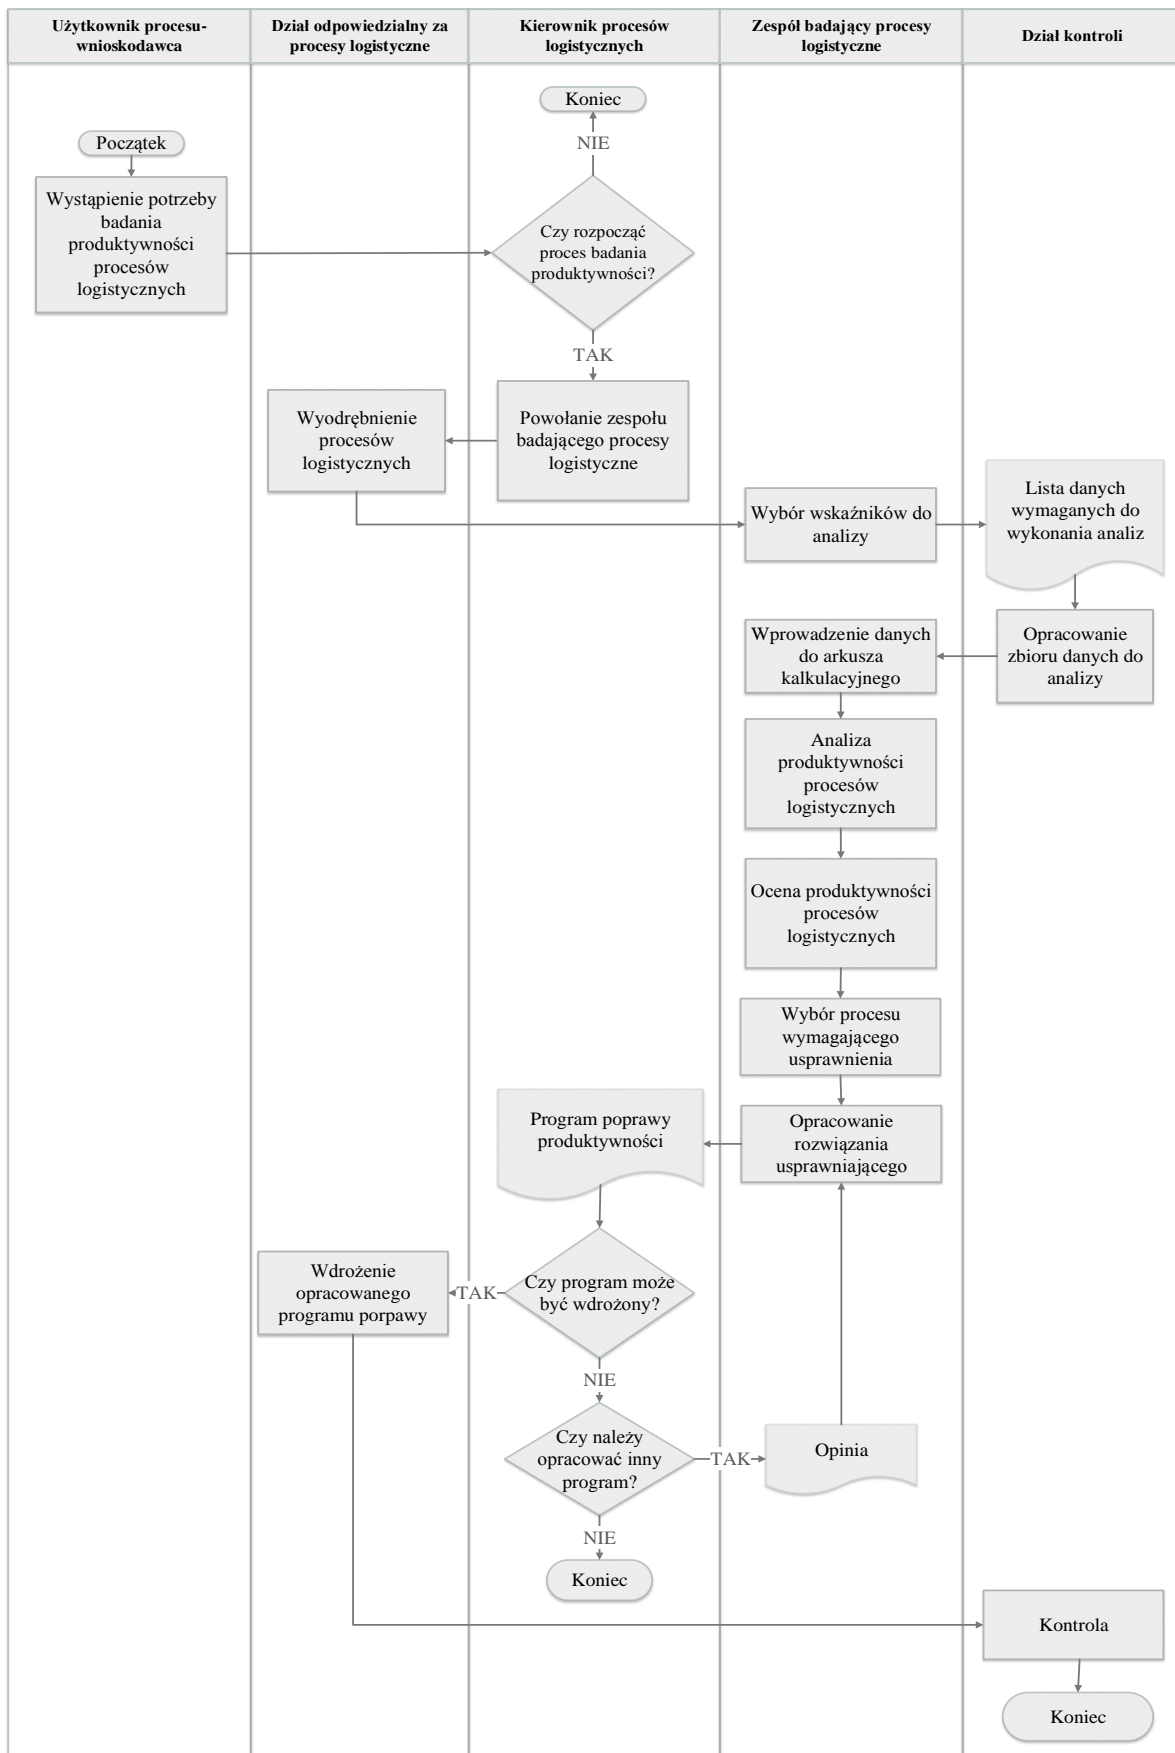 Użytkownik procesu-
wnioskodawca
Dział odpowiedzialny za
procesy logistyczne
Kierownik procesów
logistycznych
Zespół badający procesy
logistyczne
Dział kontroli
Koniec
NIE
Początek
Wystąpienie potrzeby
badania
produktywności
procesów
logistycznych
Czy rozpocząć
proces badania
produktywności?
TAK
Wyodrębnienie
procesów
logistycznych
Powołanie zespołu
badającego procesy
logistyczne
Wybór wskaźników do
analizy
Lista danych
wymaganych do
wykonania analiz
Wprowadzenie danych
do arkusza
kalkulacyjnego
Opracowanie
zbioru danych do
analizy
Analiza
produktywności
procesów
logistycznych
Ocena produktywności
procesów
logistycznych
Wybór procesu
wymagającego
usprawnienia
Program poprawy
produktywności
Opracowanie
rozwiązania
usprawniającego
Wdrożenie
opracowanego
programu porpawy
TAK
Czy program może
być wdrożony?
NIE
Czy należy
opracować inny
program?
TAK
Opinia
NIE
Koniec
Kontrola
Koniec